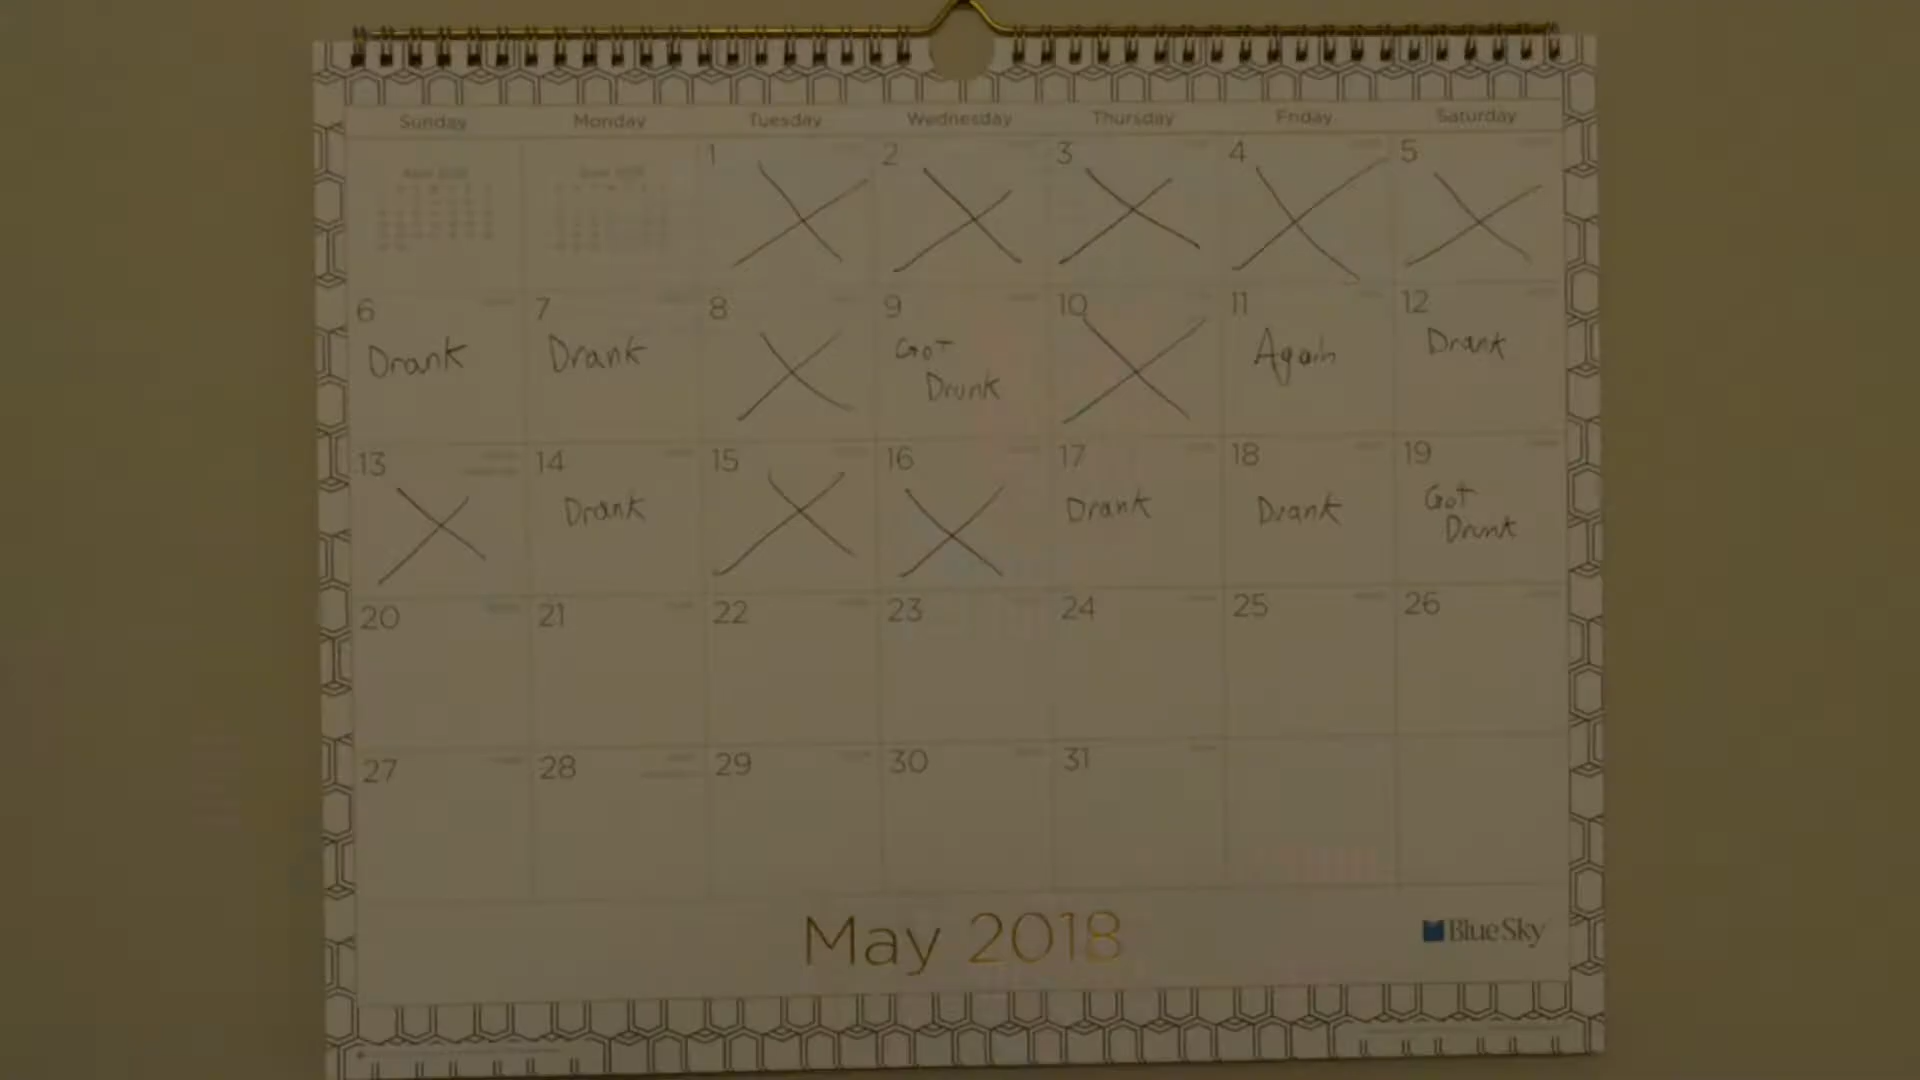 Sunday Monday Tuesday Wednesday Thursday Friday Saturday
1 2 3 4 5
6 7 8 9 10 11 12
Drank Drank Got Drunk Again Drank
13 14 15 16 17 18 19
Drank Drank Drank Got Drunk
20 21 22 23 24 25 26
27 28 29 30 31
May 2018
BlueSky